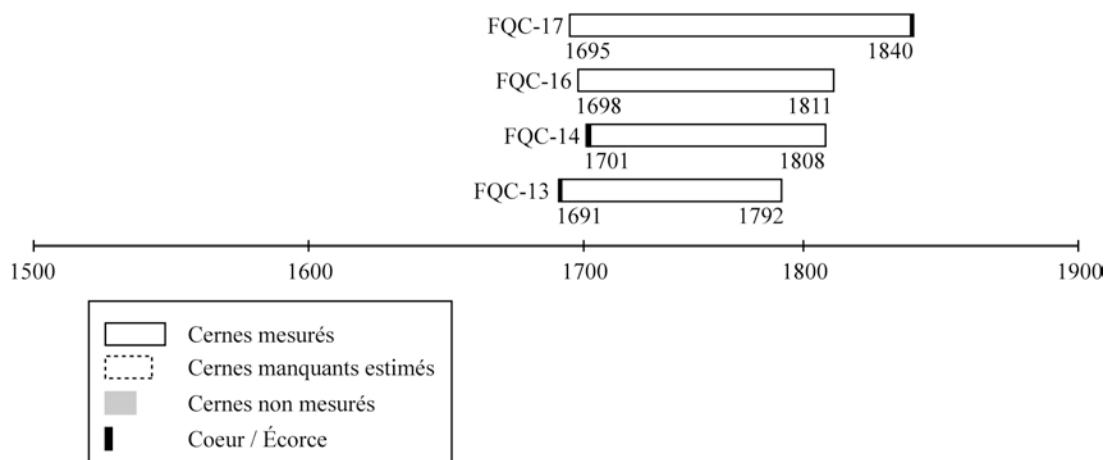 FQC-17
1695 1840
FQC-16
1698 1811
FQC-14
1701 1808
FQC-13
1691 1792
1500 1600 1700 1800 1900
Cernes mesurés
Cernes manquants estimés
Cernes non mesurés
Coeur / Écorce